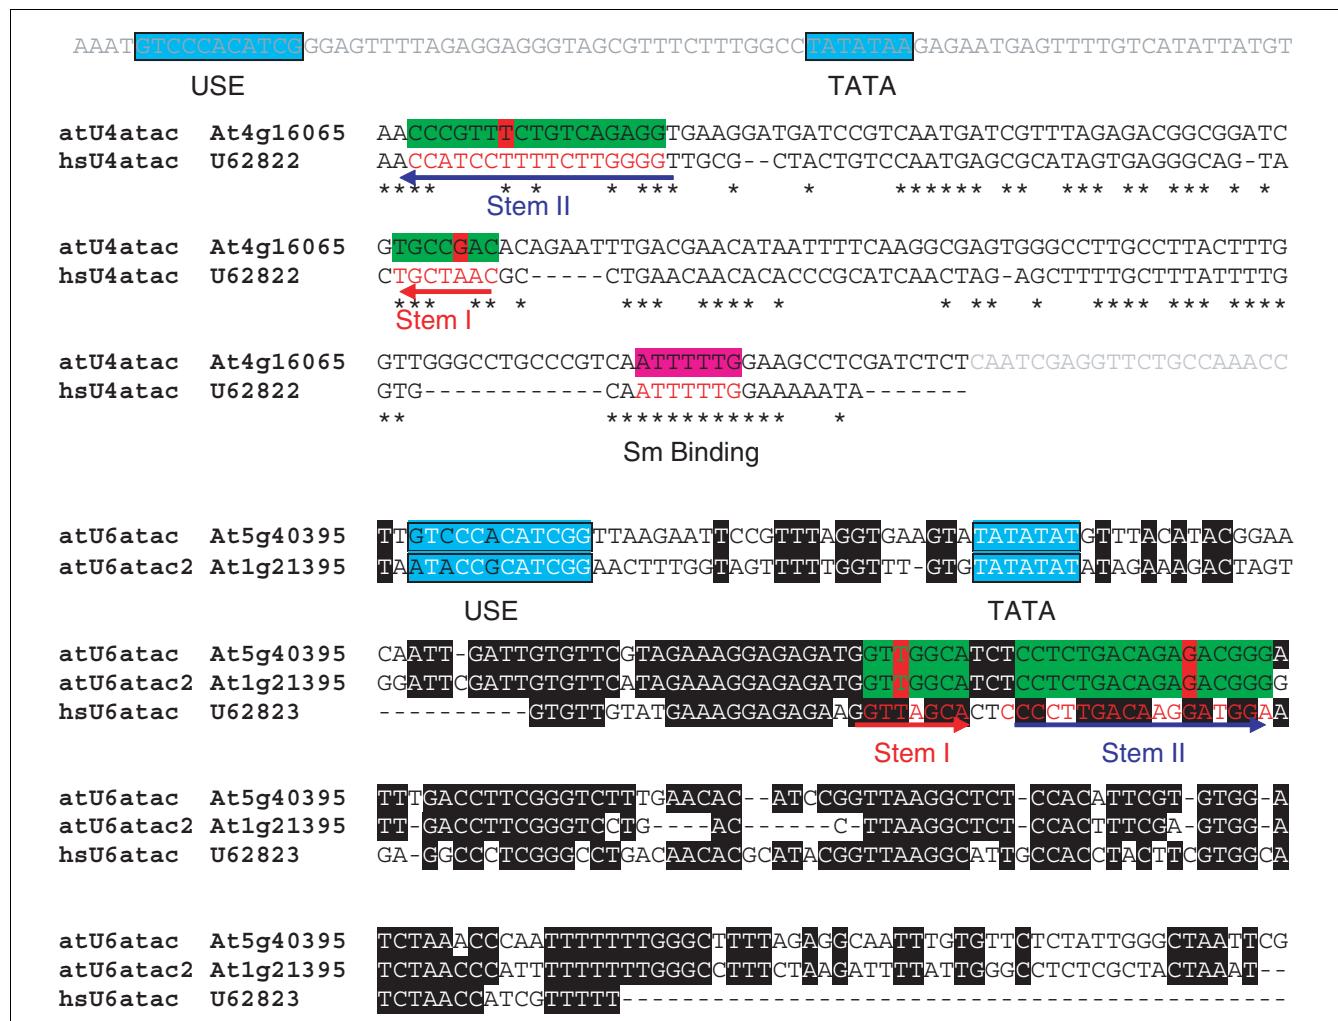 AAATGTCCCACATCGGGAGTTTTAGAGGAGGGTAGCGTTTCTTTGGCCTATATAAGAGAATGAGTTTTGTCATATTATGT
USE TATA
atU4atac At4g16065 AACCCGTTTCTGTCAGAGGTGAAGGATGATCCGTCAATGATCGTTTAGAGACGGCGGATC
hsU4atac U62822 AACCATCCTTTTCTTGGGGTTGCG--CTACTGTCCAATGAGCGCATAGTGAGGGCAG-TA
**** * * * *** * * ****** ** *** ** *** * *
Stem II
atU4atac At4g16065 GTGCCGACACAGAATTTGACGAACATAATTTTCAAGGCGAGTGGGCCTTGCCTTACTTTG
hsU4atac U62822 CTGCTAACGC-----CTGAACAACACACCCGCATCAACTAG-AGCTTTTGCTTTATTTTG
*** ** * *** **** * * ** * **** *** ****
Stem I
atU4atac At4g16065 GTTGGGCCTGCCCGTCAATTTTTGGAAGCCTCGATCTCTCAATCGAGGTTCTGCCAAACC
hsU4atac U62822 GTG------------CAATTTTTGGAAAAATA-------
** ************ *
Sm Binding
atU6atac At5g40395 TTGTCCCACATCGGTTAAGAATTCCGTTTAGGTGAAGTATATATATGTTTACATACGGAA
atU6atac2 At1g21395 TAATACCGCATCGGAACTTTGGTAGTTTTTGGTTT-GTGTATATATATAGAAAGACTAGT
USE TATA
atU6atac At5g40395 CAATT-GATTGTGTTCGTAGAAAGGAGAGATGGTTGGCATCTCCTCTGACAGAGACGGGA
atU6atac2 At1g21395 GGATTCGATTGTGTTCATAGAAAGGAGAGATGGTTGGCATCTCCTCTGACAGAGACGGGG
hsU6atac U62823 ----------GTGTTGTATGAAAGGAGAGAAGGTTAGCACTCCCCTTGACAAGGATGGAA
Stem I Stem II
atU6atac At5g40395 TTTGACCTTCGGGTCTTTGAACAC--ATCCGGTTAAGGCTCT-CCACATTCGT-GTGG-A
atU6atac2 At1g21395 TT-GACCTTCGGGTCCTG----AC------C-TTAAGGCTCT-CCACTTTCGA-GTGG-A
hsU6atac U62823 GA-GGCCCTCGGGCCTGACAACACGCATACGGTTAAGGCATTGCCACCTACTTCGTGGCA
atU6atac At5g40395 TCTAAACCCAATTTTTTTGGGCTTTTAGAGGCAATTTGTGTTCTCTATTGGGCTAATTCG
atU6atac2 At1g21395 TCTAACCCATTTTTTTTTGGGCCTTTCTAAGATTTTATTGGGCCTCTCGCTACTAAAT--
hsU6atac U62823 TCTAACCATCGTTTTT--------------------------------------------